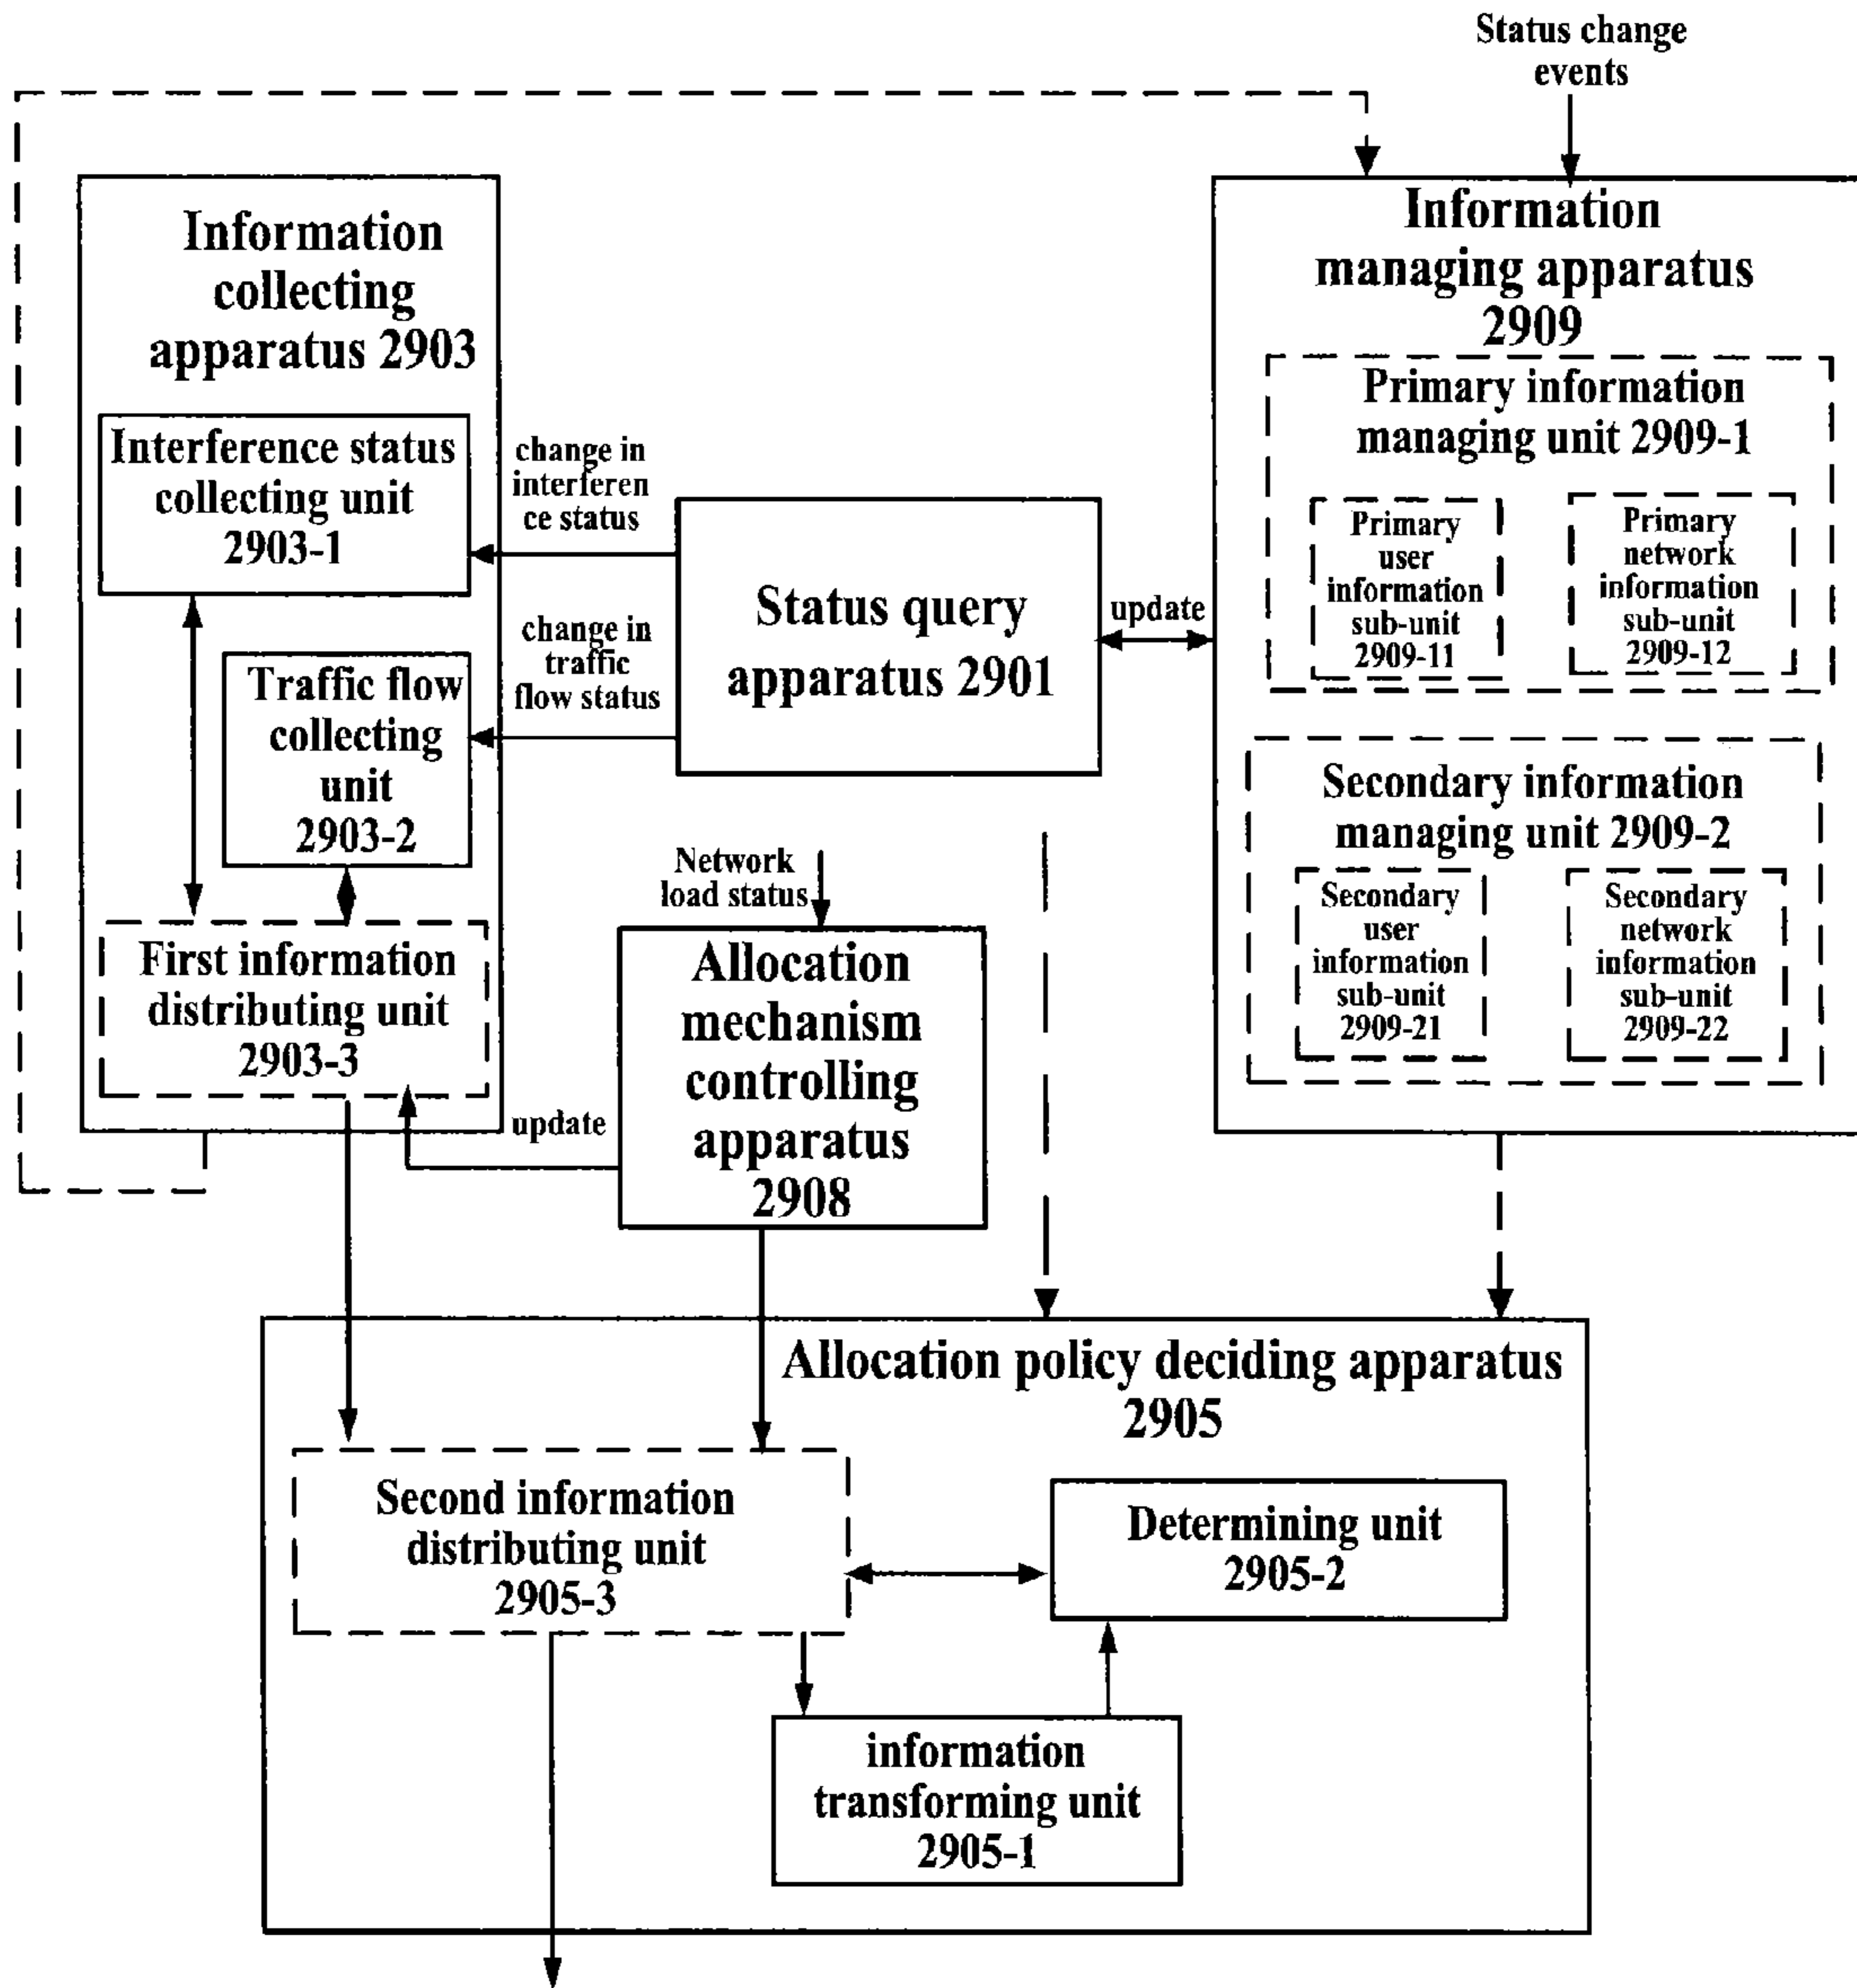 Status change
events
Information
collecting
apparatus 2903
Interference status
collecting unit
2903-1
Traffic flow
collecting
unit
2903-2
First information
distributing unit
2903-3
change in
interferen
ce status
change in
traffic
flow status
Status query
apparatus 2901
update
Information
managing apparatus
2909
Primary information
managing unit 2909-1
Primary
user
information
sub-unit
2909-11
Primary
network
information
sub-unit
2909-12
Secondary information
managing unit 2909-2
Secondary
user
information
sub-unit
2909-21
Secondary
network
information
sub-unit
2909-22
Network
load status
Allocation
mechanism
controlling
apparatus
2908
update
Allocation policy deciding apparatus
2905
Second information
distributing unit
2905-3
Determining unit
2905-2
information
transforming unit
2905-1